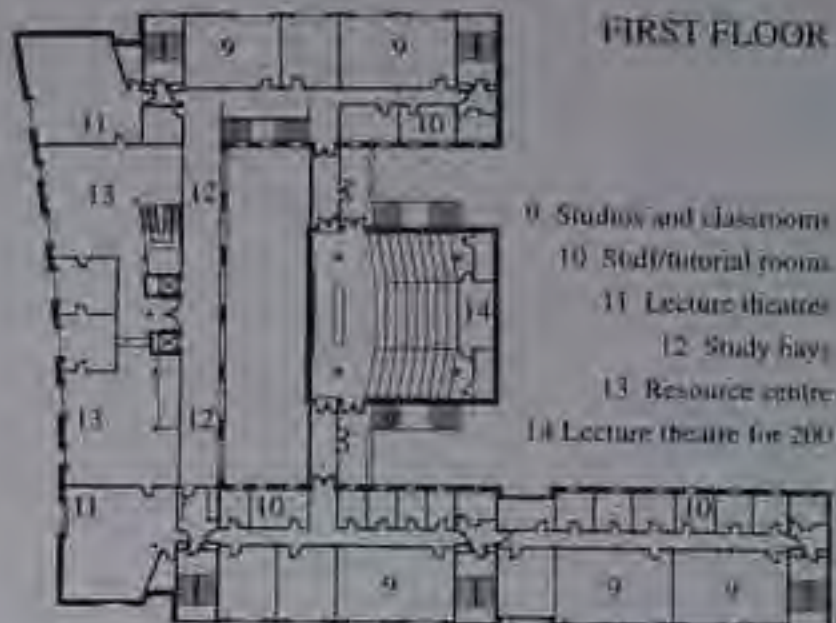 FIRST FLOOR
9 9
11 10
13 12
14
13 12
11 10 10
9 9 9
9 Studios and classrooms
10 Staff/tutorial rooms
11 Lecture theatres
12 Study bays
13 Resource centre
14 Lecture theatre for 200